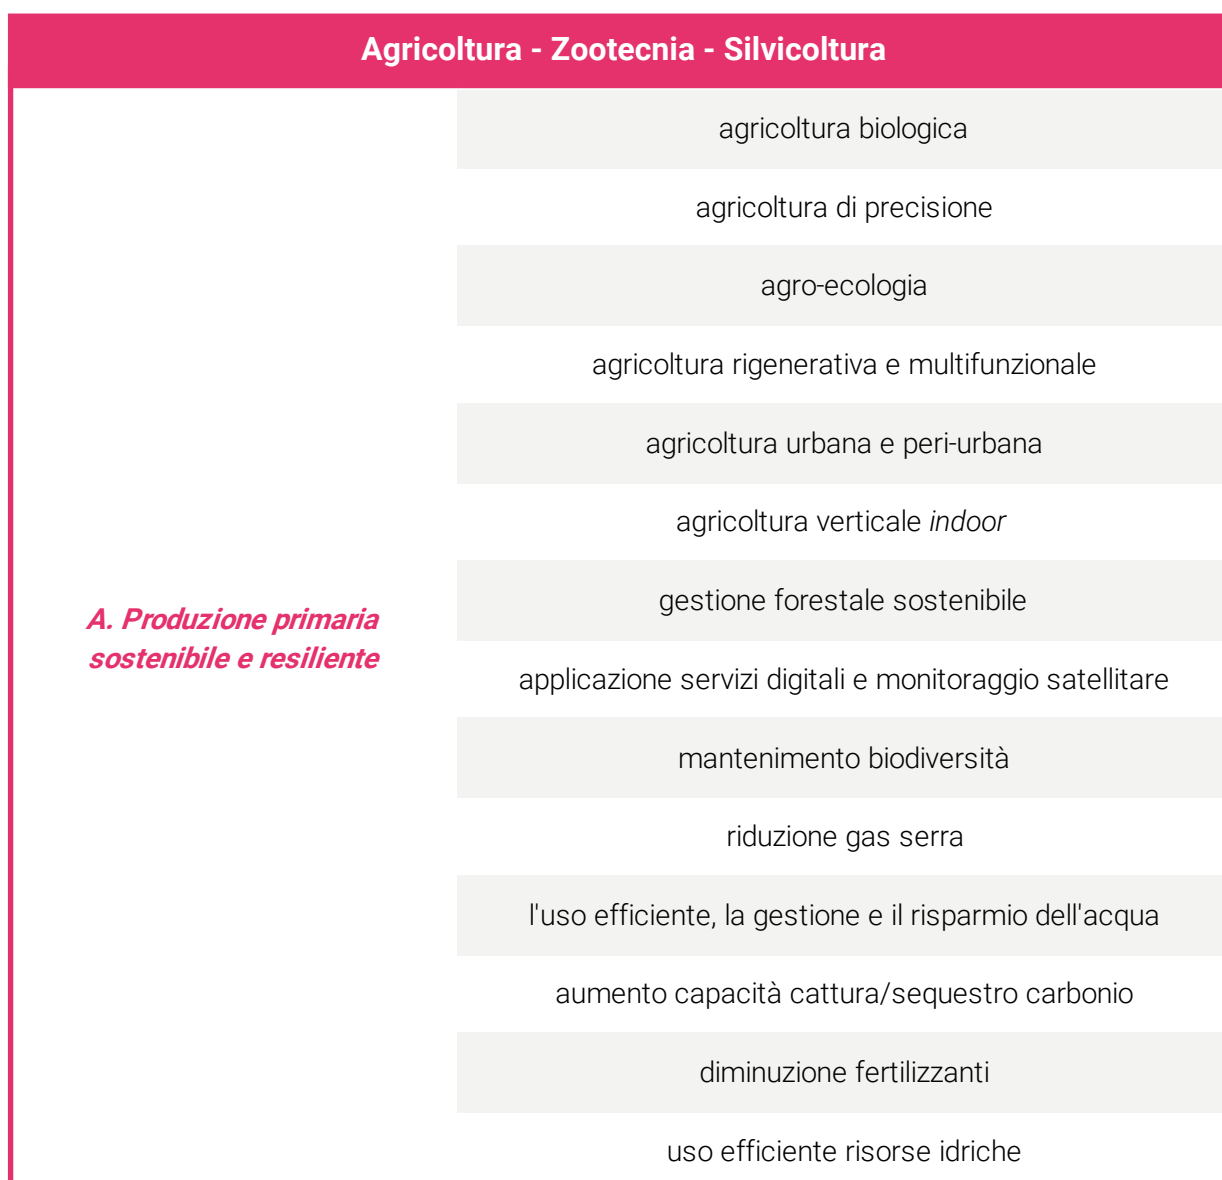 Agricoltura - Zootecnia - Silvicoltura
A. Produzione primaria
sostenibile e resiliente
agricoltura biologica
agricoltura di precisione
agro-ecologia
agricoltura rigenerativa e multifunzionale
agricoltura urbana e peri-urbana
agricoltura verticale indoor
gestione forestale sostenibile
applicazione servizi digitali e monitoraggio satellitare
mantenimento biodiversità
riduzione gas serra
l'uso efficiente, la gestione e il risparmio dell'acqua
aumento capacità cattura/sequestro carbonio
diminuzione fertilizzanti
uso efficiente risorse idriche